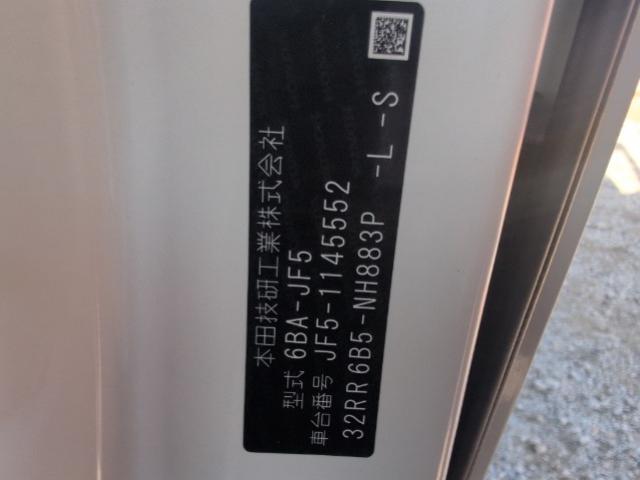 本田技研工業株式会社
型式 6BA-JF5
車台番号 JF5-1145552
32RR6B5-NH883P -L -S